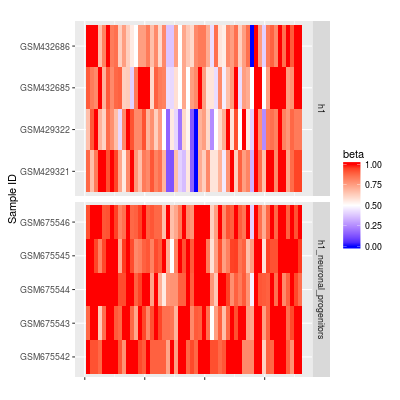 Sample ID
GSM432686
GSM432685
GSM429322
GSM429321
h1
GSM675546
GSM675545
GSM675544
GSM675543
GSM675542
h1_neuronal_progenitors
beta
1.00
0.75
0.50
0.25
0.00